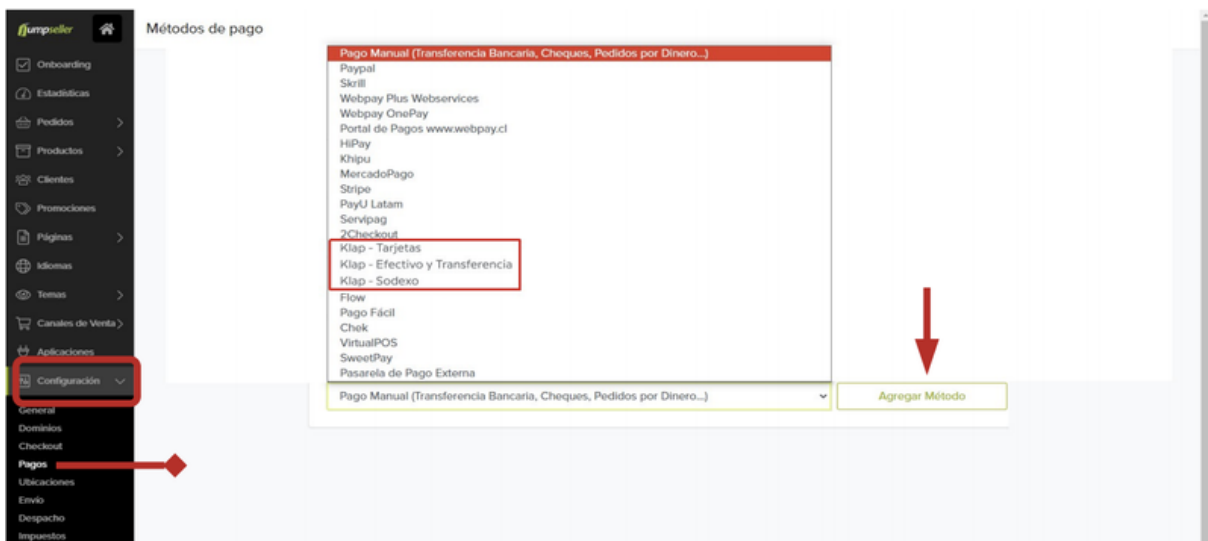 Jumpseller
Métodos de pago
Onboarding
Estadísticas
Pedidos
Productos
Clientes
Promociones
Páginas
Idiomas
Temas
Canales de Venta
Aplicaciones
Configuración
General
Dominios
Checkout
Pagos
Ubicaciones
Envío
Despacho
Impuestos
Pago Manual (Transferencia Bancaria, Cheques, Pedidos por Dinero...)
Paypal
Skrill
Webpay Plus Webservices
Webpay OnePay
Portal de Pagos www.webpay.cl
HiPay
Khipu
MercadoPago
Stripe
PayU Latam
Servipag
2Checkout
Klap - Tarjetas
Klap - Efectivo y Transferencia
Klap - Sodexo
Flow
Pago Fácil
Chek
VirtualPOS
SweetPay
Pasarela de Pago Externa
Pago Manual (Transferencia Bancaria, Cheques, Pedidos por Dinero...)
Agregar Método